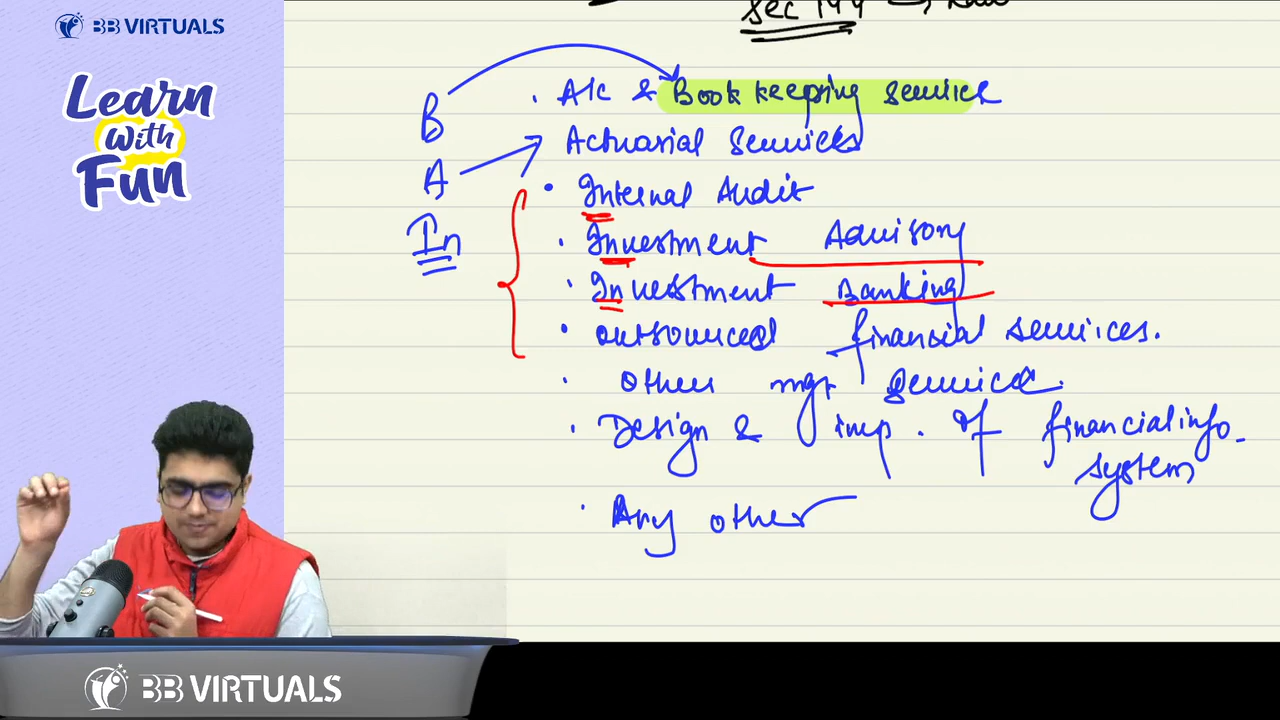 BB VIRTUALS
Learn
With
Fun
Sec 144 →
B
A
In
. A/c & Book keeping service
Actuarial Services
• Internal Audit
. Investment Advisory
. Investment Banking
• outsourced financial services.
. Other mgt service.
. Design & imp. of financial info.
system
. Any other
BB VIRTUALS